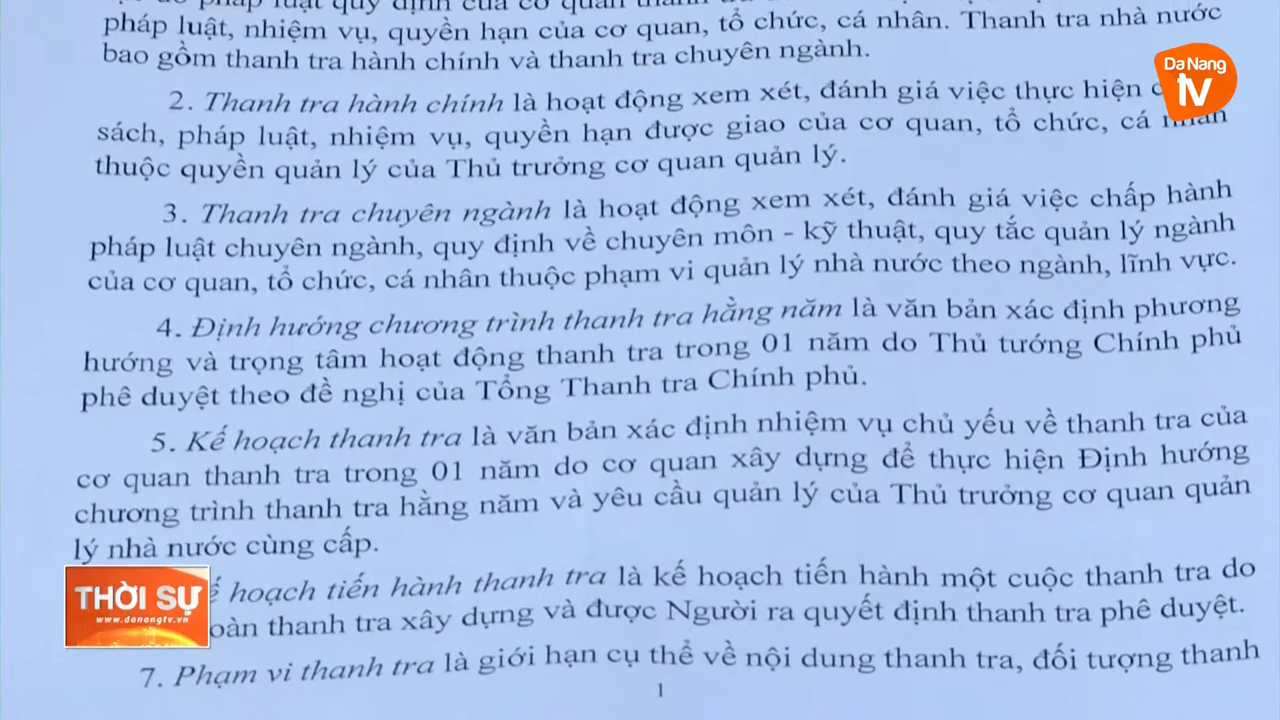 pháp luật, nhiệm vụ, quyền hạn của cơ quan, tổ chức, cá nhân. Thanh tra nhà nước
bao gồm thanh tra hành chính và thanh tra chuyên ngành.
Da Nang
tv
2. Thanh tra hành chính là hoạt động xem xét, đánh giá việc thực hiện
sách, pháp luật, nhiệm vụ, quyền hạn được giao của cơ quan, tổ chức, cá nhân
thuộc quyền quản lý của Thủ trưởng cơ quan quản lý.
3. Thanh tra chuyên ngành là hoạt động xem xét, đánh giá việc chấp hành
pháp luật chuyên ngành, quy định về chuyên môn - kỹ thuật, quy tắc quản lý ngành
của cơ quan, tổ chức, cá nhân thuộc phạm vi quản lý nhà nước theo ngành, lĩnh vực.
4. Định hướng chương trình thanh tra hằng năm là văn bản xác định phương
hướng và trọng tâm hoạt động thanh tra trong 01 năm do Thủ tướng Chính phủ
phê duyệt theo đề nghị của Tổng Thanh tra Chính phủ.
5. Kế hoạch thanh tra là văn bản xác định nhiệm vụ chủ yếu về thanh tra của
cơ quan thanh tra trong 01 năm do cơ quan xây dựng để thực hiện Định hướng
chương trình thanh tra hằng năm và yêu cầu quản lý của Thủ trưởng cơ quan quản
lý nhà nước cùng cấp.
hoạch tiến hành thanh tra là kế hoạch tiến hành một cuộc thanh tra do
thanh tra xây dựng và được Người ra quyết định thanh tra phê duyệt.
THỜI SỰ
www.danangtv.vn
7. Phạm vi thanh tra là giới hạn cụ thể về nội dung thanh tra, đối tượng thanh
1